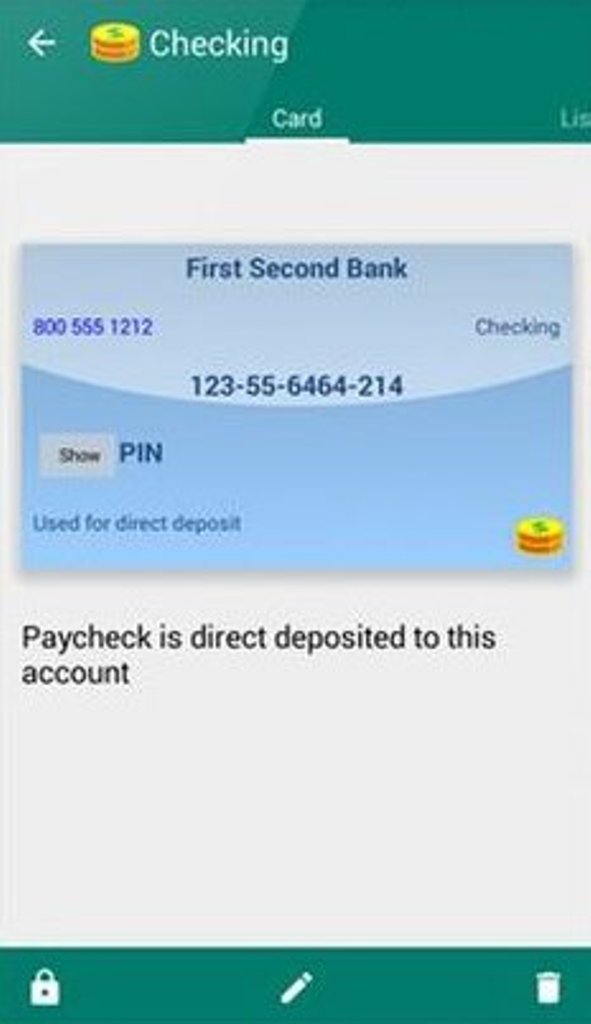 Checking
Card
Lis
First Second Bank
800 555 1212
Checking
123-55-6464-214
Show PIN
Used for direct deposit
Paycheck is direct deposited to this
account